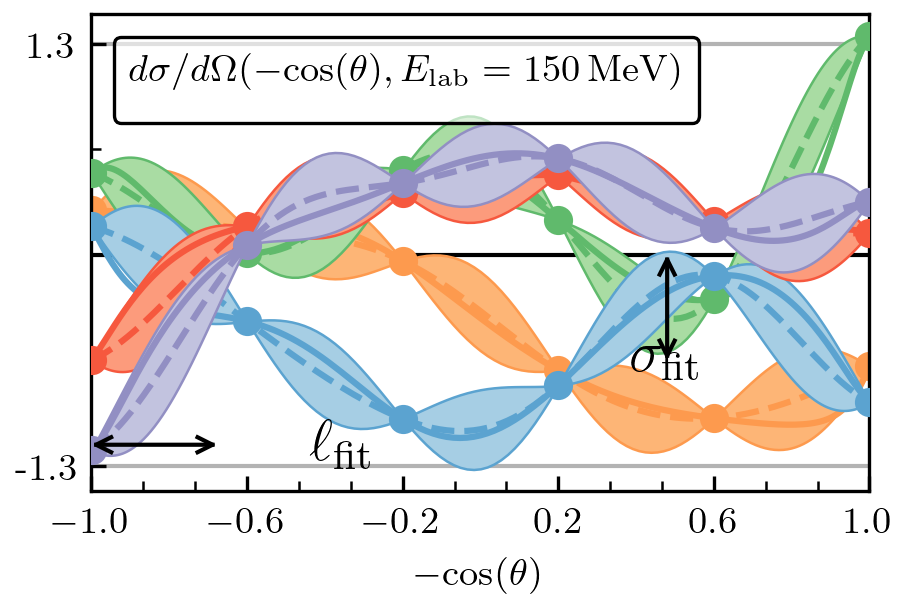 1.3
dσ/dΩ(−cos(θ), E_lab = 150 MeV)
σ_fit
ℓ_fit
-1.3
−1.0 −0.6 −0.2 0.2 0.6 1.0
−cos(θ)